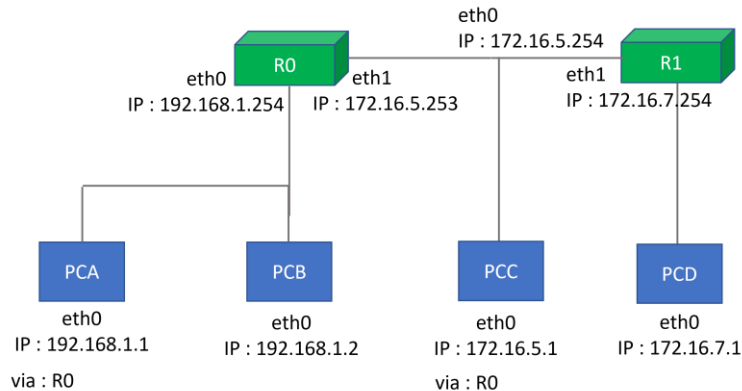 eth0
IP : 172.16.5.254
R0
R1
eth0
IP : 192.168.1.254
eth1
IP : 172.16.5.253
eth1
IP : 172.16.7.254
PCA
PCB
PCC
PCD
eth0
IP : 192.168.1.1
eth0
IP : 192.168.1.2
eth0
IP : 172.16.5.1
eth0
IP : 172.16.7.1
via : R0
via : R0